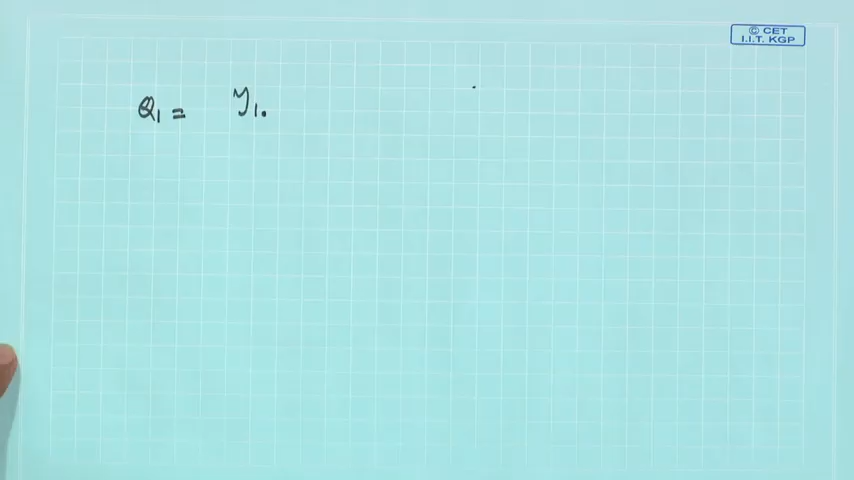 © CET
I.I.T. KGP
Q₁ = y₁.